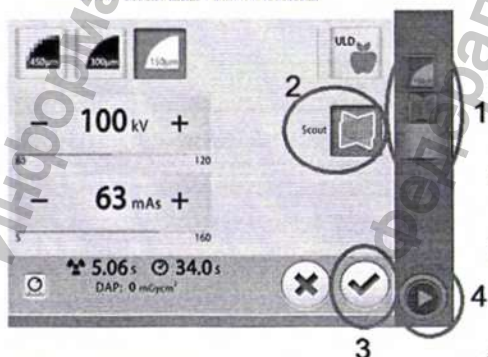 450µm 300µm 150µm ULD
2
1
− 100 kV +
Scout
60 120
− 63 mAs +
5 160
5.06 s 34.0 s
DAP: 0 mGycm²
4
3